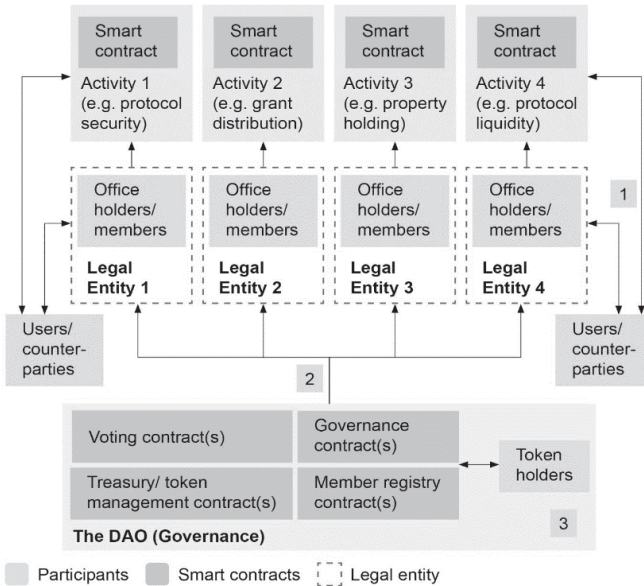 Smart
contract
Activity 1
(e.g. protocol
security)
Smart
contract
Activity 2
(e.g. grant
distribution)
Smart
contract
Activity 3
(e.g. property
holding)
Smart
contract
Activity 4
(e.g. protocol
liquidity)
Office
holders/
members
Legal
Entity 1
Office
holders/
members
Legal
Entity 2
Office
holders/
members
Legal
Entity 3
Office
holders/
members
Legal
Entity 4
1
Users/
counter-
parties
Users/
counter-
parties
2
Voting contract(s)
Governance
contract(s)
Treasury/ token
management contract(s)
Member registry
contract(s)
Token
holders
The DAO (Governance)
3
Participants
Smart contracts
Legal entity